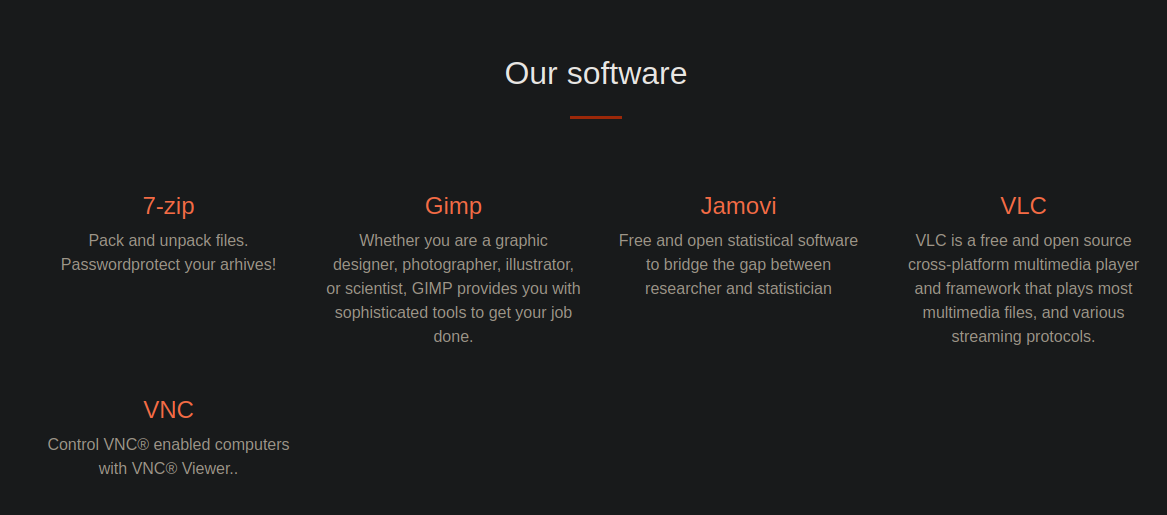 Our software
7-zip
Pack and unpack files.
Passwordprotect your arhives!
Gimp
Whether you are a graphic
designer, photographer, illustrator,
or scientist, GIMP provides you with
sophisticated tools to get your job
done.
Jamovi
Free and open statistical software
to bridge the gap between
researcher and statistician
VLC
VLC is a free and open source
cross-platform multimedia player
and framework that plays most
multimedia files, and various
streaming protocols.
VNC
Control VNC® enabled computers
with VNC® Viewer..